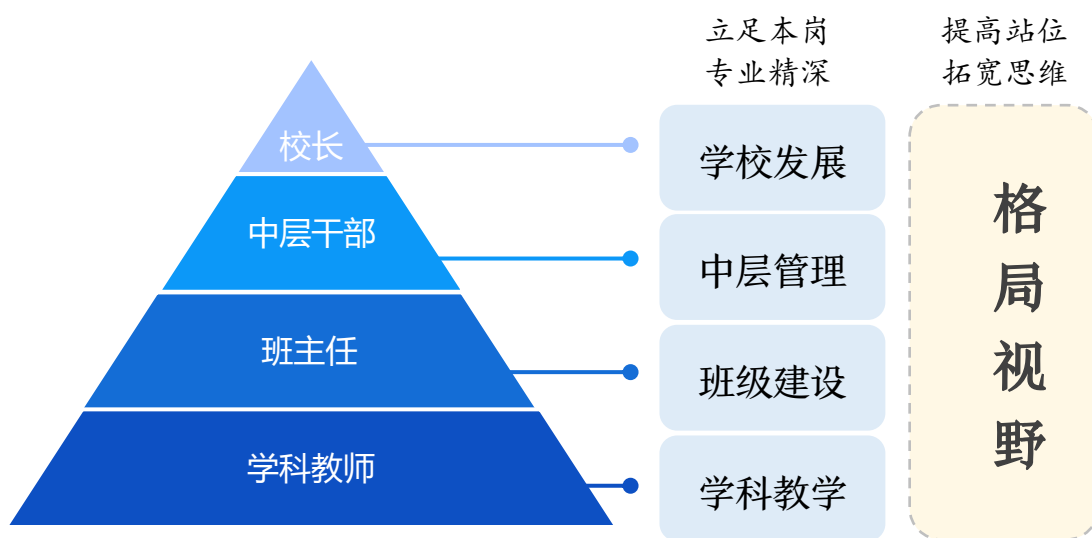 立足本岗
专业精深
提高站位
拓宽思维
校长
学校发展
中层干部
中层管理
班主任
班级建设
学科教师
学科教学
格
局
视
野